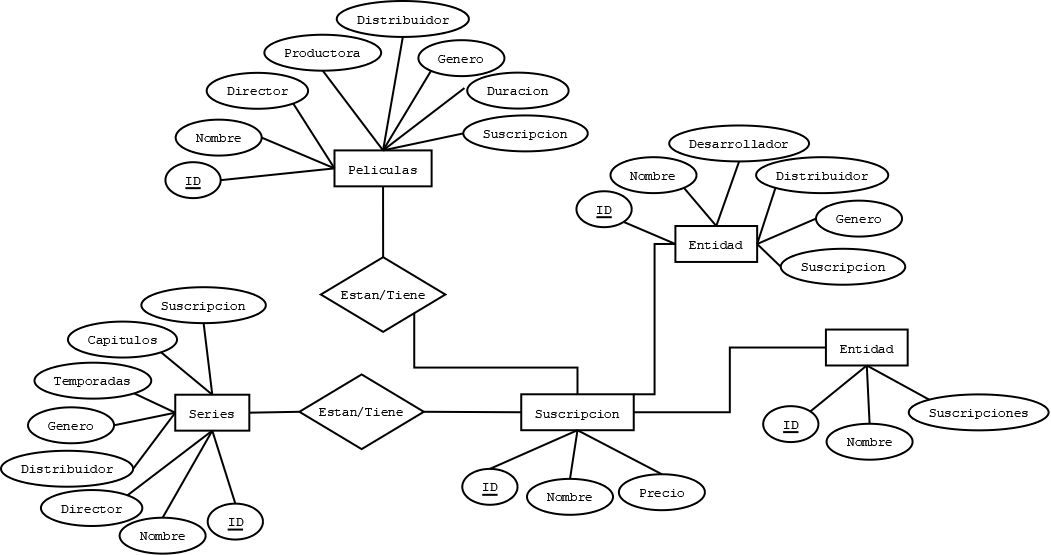 Distribuidor
Productora
Genero
Director
Duracion
Nombre
Suscripcion
ID
Peliculas
Desarrollador
Nombre
Distribuidor
ID
Genero
Entidad
Suscripcion
Estan/Tiene
Suscripcion
Capitulos
Temporadas
Genero
Distribuidor
Director
Nombre
ID
Series
Estan/Tiene
Suscripcion
ID
Nombre
Precio
Entidad
ID
Nombre
Suscripciones